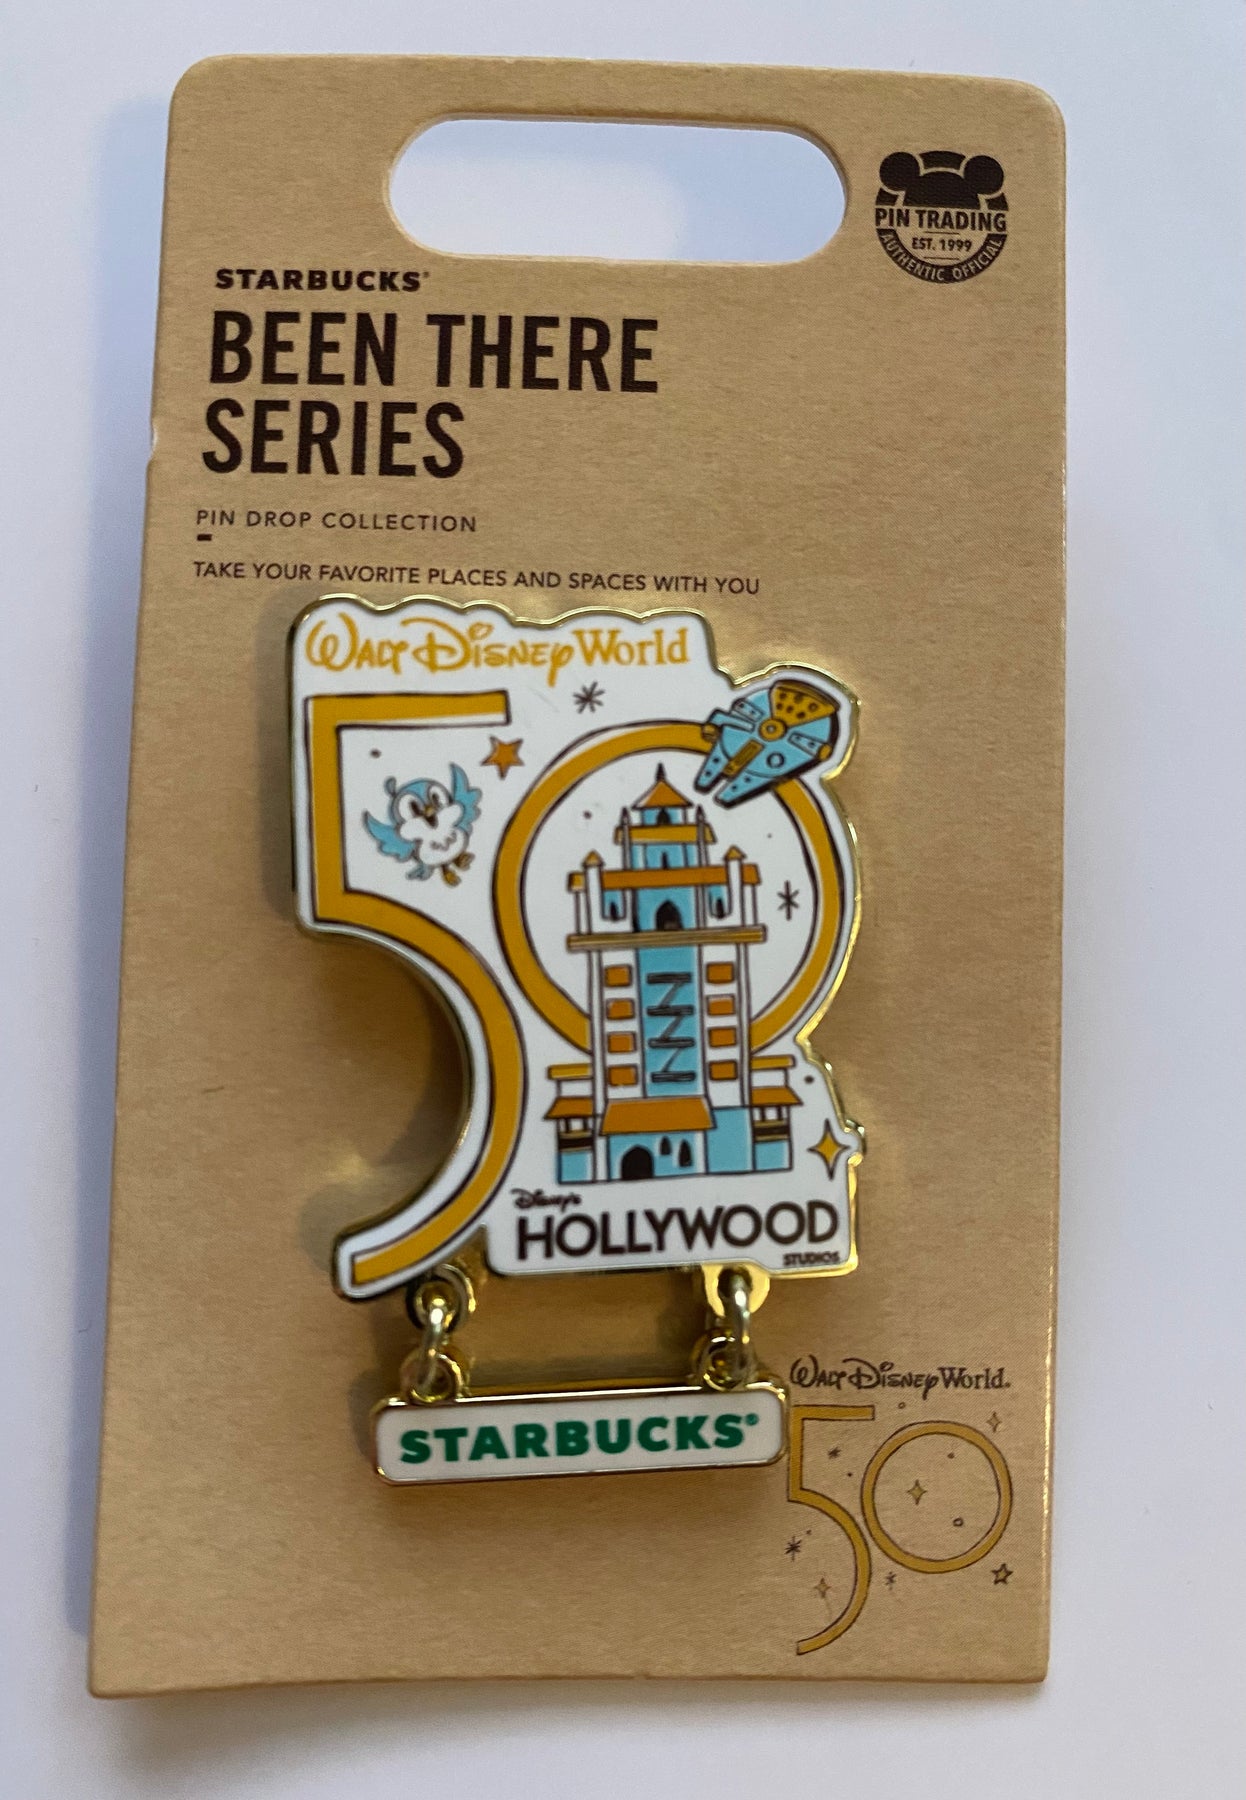 PIN TRADING
EST. 1999
AUTHENTIC OFFICIAL
STARBUCKS®
BEEN THERE
SERIES
PIN DROP COLLECTION
TAKE YOUR FAVORITE PLACES AND SPACES WITH YOU
WALT DISNEY World
50
Disney's
HOLLYWOOD
STUDIOS
STARBUCKS®
WALT DISNEY World.
50